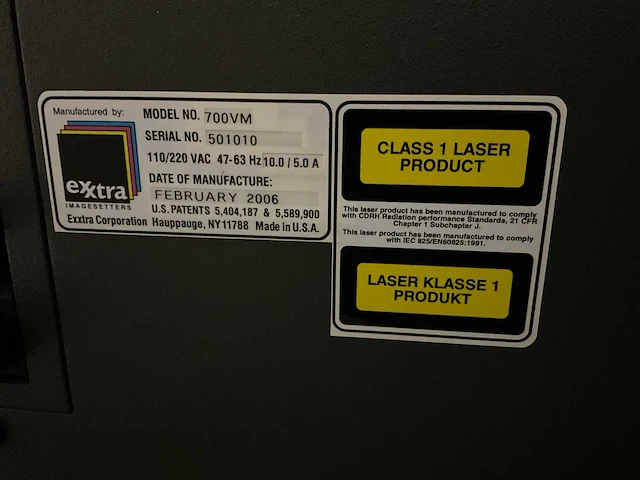 Manufactured by:
exxtra
IMAGESETTERS
MODEL NO. 700VM
SERIAL NO. 501010
110/220 VAC 47-63 Hz 10.0 / 5.0 A
DATE OF MANUFACTURE:
FEBRUARY 2006
U.S. PATENTS 5,404,187 & 5,589,900
Exxtra Corporation Hauppauge, NY11788 Made in U.S.A.
CLASS 1 LASER
PRODUCT
This laser product has been manufactured to comply
with CDRH Radiation performance Standards, 21 CFR
Chapter 1 Subchapter J.
This laser product has been manufactured to comply
with IEC 825/EN60825:1991.
LASER KLASSE 1
PRODUKT